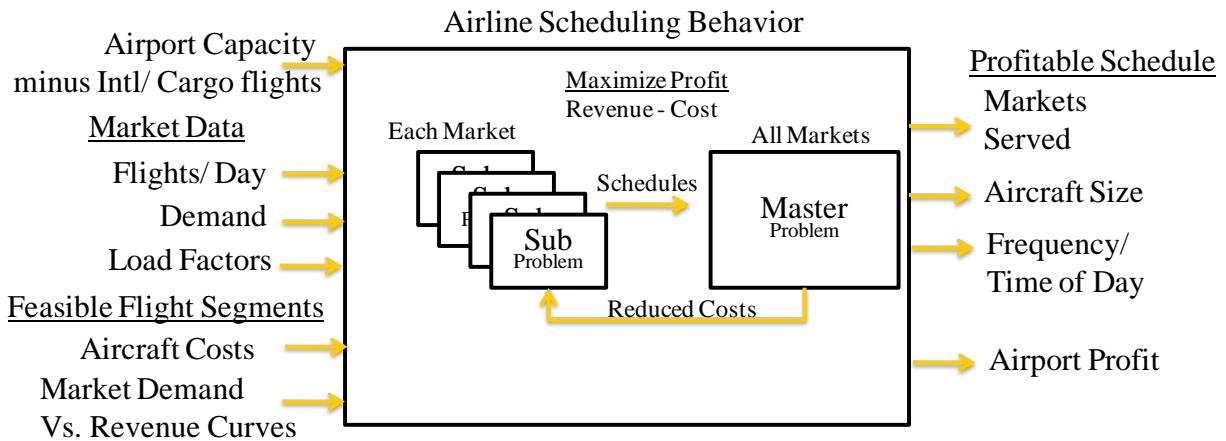 Airline Scheduling Behavior
Airport Capacity
minus Intl/ Cargo flights
Market Data
Flights/ Day
Demand
Load Factors
Feasible Flight Segments
Aircraft Costs
Market Demand
Vs. Revenue Curves
Maximize Profit
Revenue - Cost
Each Market
Sub
Problem
Schedules
All Markets
Master
Problem
Reduced Costs
Profitable Schedule
Markets
Served
Aircraft Size
Frequency/
Time of Day
Airport Profit